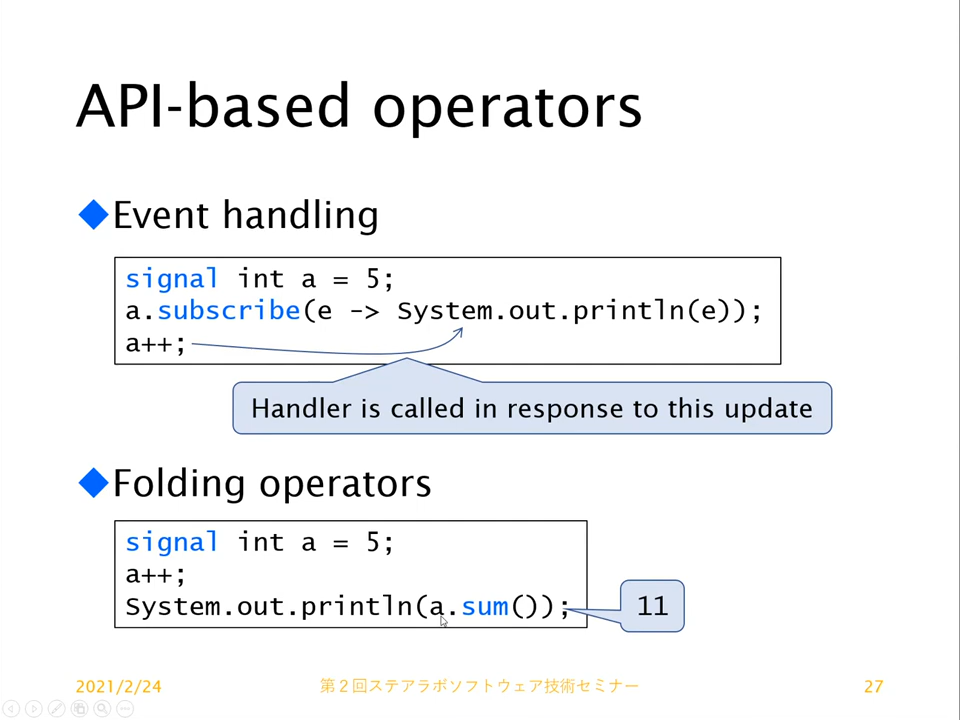 API-based operators
Event handling
signal int a = 5;
a.subscribe(e -> System.out.println(e));
a++;
Handler is called in response to this update
Folding operators
signal int a = 5;
a++;
System.out.println(a.sum());
11
2021/2/24
第２回ステアラボソフトウェア技術セミナー
27